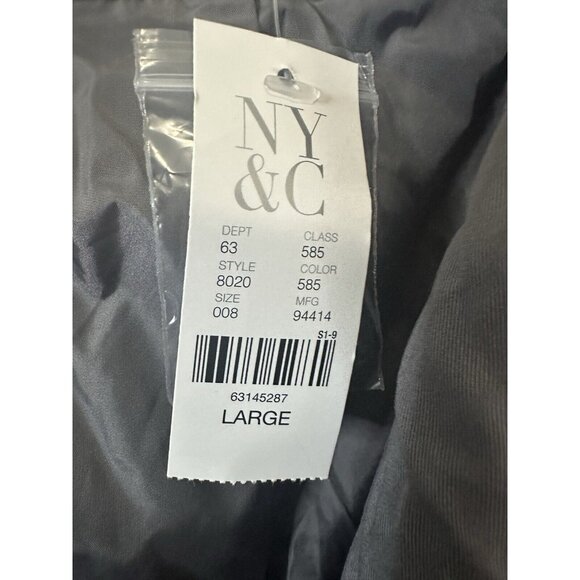 NY
&C
DEPT CLASS
63 585
STYLE COLOR
8020 585
SIZE MFG
008 94414
S1-9
63145287
LARGE